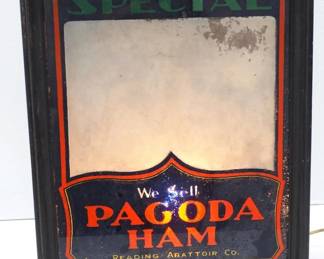 SPECIAL
We Sell
PAGODA
HAM
READING ABATTOIR CO.